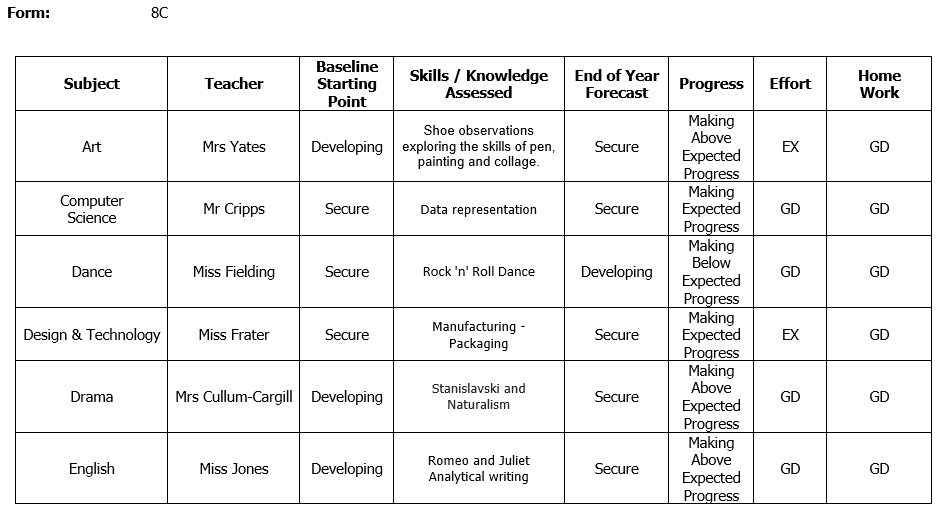 Form: 8C
Subject Teacher Baseline Starting Point Skills / Knowledge Assessed End of Year Forecast Progress Effort Home Work
Art Mrs Yates Developing Shoe observations exploring the skills of pen, painting and collage. Secure Making Above Expected Progress EX GD
Computer Science Mr Cripps Secure Data representation Secure Making Expected Progress GD GD
Dance Miss Fielding Secure Rock 'n' Roll Dance Developing Making Below Expected Progress GD GD
Design & Technology Miss Frater Secure Manufacturing - Packaging Secure Making Expected Progress EX GD
Drama Mrs Cullum-Cargill Developing Stanislavski and Naturalism Secure Making Above Expected Progress GD GD
English Miss Jones Developing Romeo and Juliet Analytical writing Secure Making Above Expected Progress GD GD